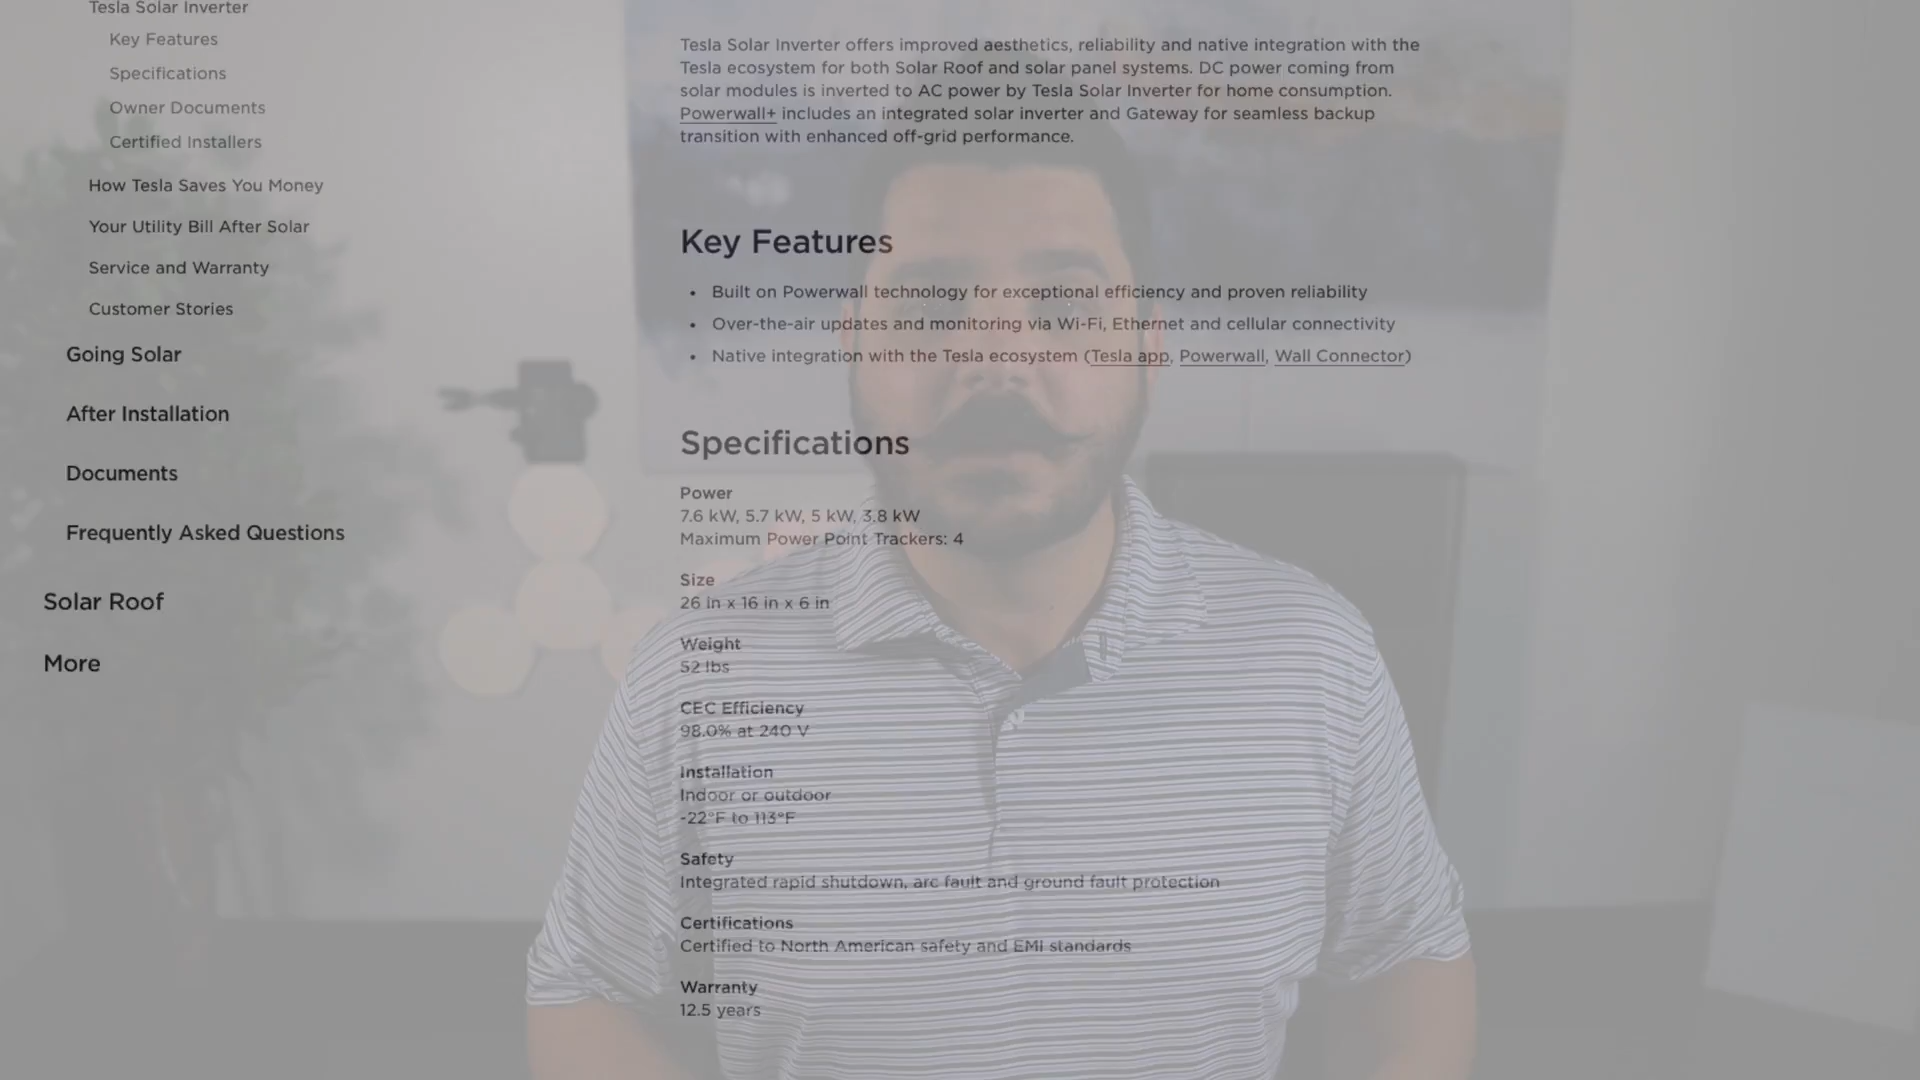 Tesla Solar Inverter
Key Features
Specifications
Owner Documents
Certified Installers
How Tesla Saves You Money
Your Utility Bill After Solar
Service and Warranty
Customer Stories
Going Solar
After Installation
Documents
Frequently Asked Questions
Solar Roof
More
Tesla Solar Inverter offers improved aesthetics, reliability and native integration with the
Tesla ecosystem for both Solar Roof and solar panel systems. DC power coming from
solar modules is inverted to AC power by Tesla Solar Inverter for home consumption.
Powerwall+ includes an integrated solar inverter and Gateway for seamless backup
transition with enhanced off-grid performance.
Key Features
• Built on Powerwall technology for exceptional efficiency and proven reliability
• Over-the-air updates and monitoring via Wi-Fi, Ethernet and cellular connectivity
• Native integration with the Tesla ecosystem (Tesla app, Powerwall, Wall Connector)
Specifications
Power
7.6 kW, 5.7 kW, 5 kW, 3.8 kW
Maximum Power Point Trackers: 4
Size
26 in x 16 in x 6 in
Weight
52 lbs
CEC Efficiency
98.0% at 240 V
Installation
Indoor or outdoor
-22°F to 113°F
Safety
Integrated rapid shutdown, arc fault and ground fault protection
Certifications
Certified to North American safety and EMI standards
Warranty
12.5 years